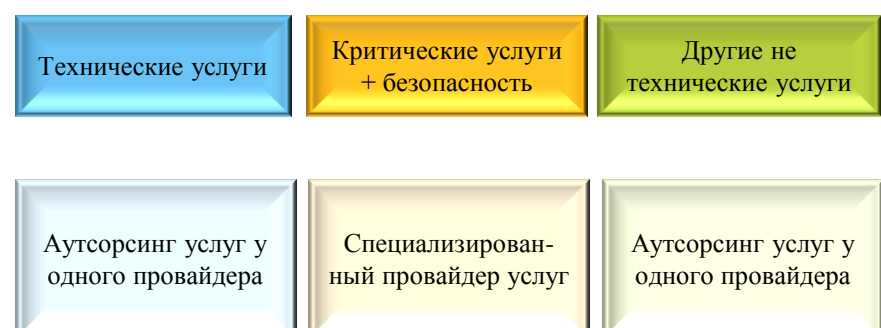 Технические услуги
Критические услуги
+ безопасность
Другие не
технические услуги
Аутсорсинг услуг у
одного провайдера
Специализирован-
ный провайдер услуг
Аутсорсинг услуг у
одного провайдера